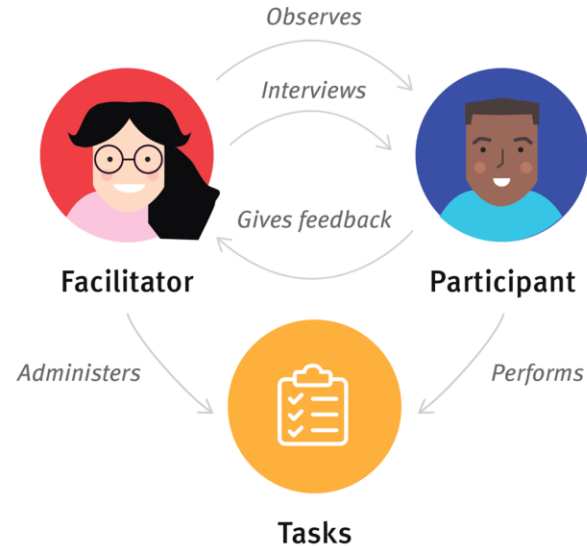 Observes
Interviews
Gives feedback
Facilitator
Participant
Administers
Performs
Tasks